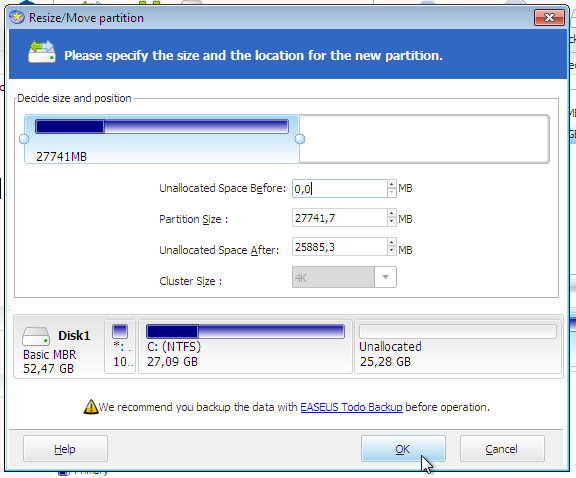 Resize/Move partition
Please specify the size and the location for the new partition.
Decide size and position
27741MB
Unallocated Space Before: 0,0 MB
Partition Size : 27741,7 MB
Unallocated Space After: 25885,3 MB
Cluster Size : 4K
Disk1
Basic MBR
52,47 GB
*: ..
10..
C: (NTFS)
27,09 GB
Unallocated
25,28 GB
We recommend you backup the data with EASEUS Todo Backup before operation.
Help OK Cancel
Primary